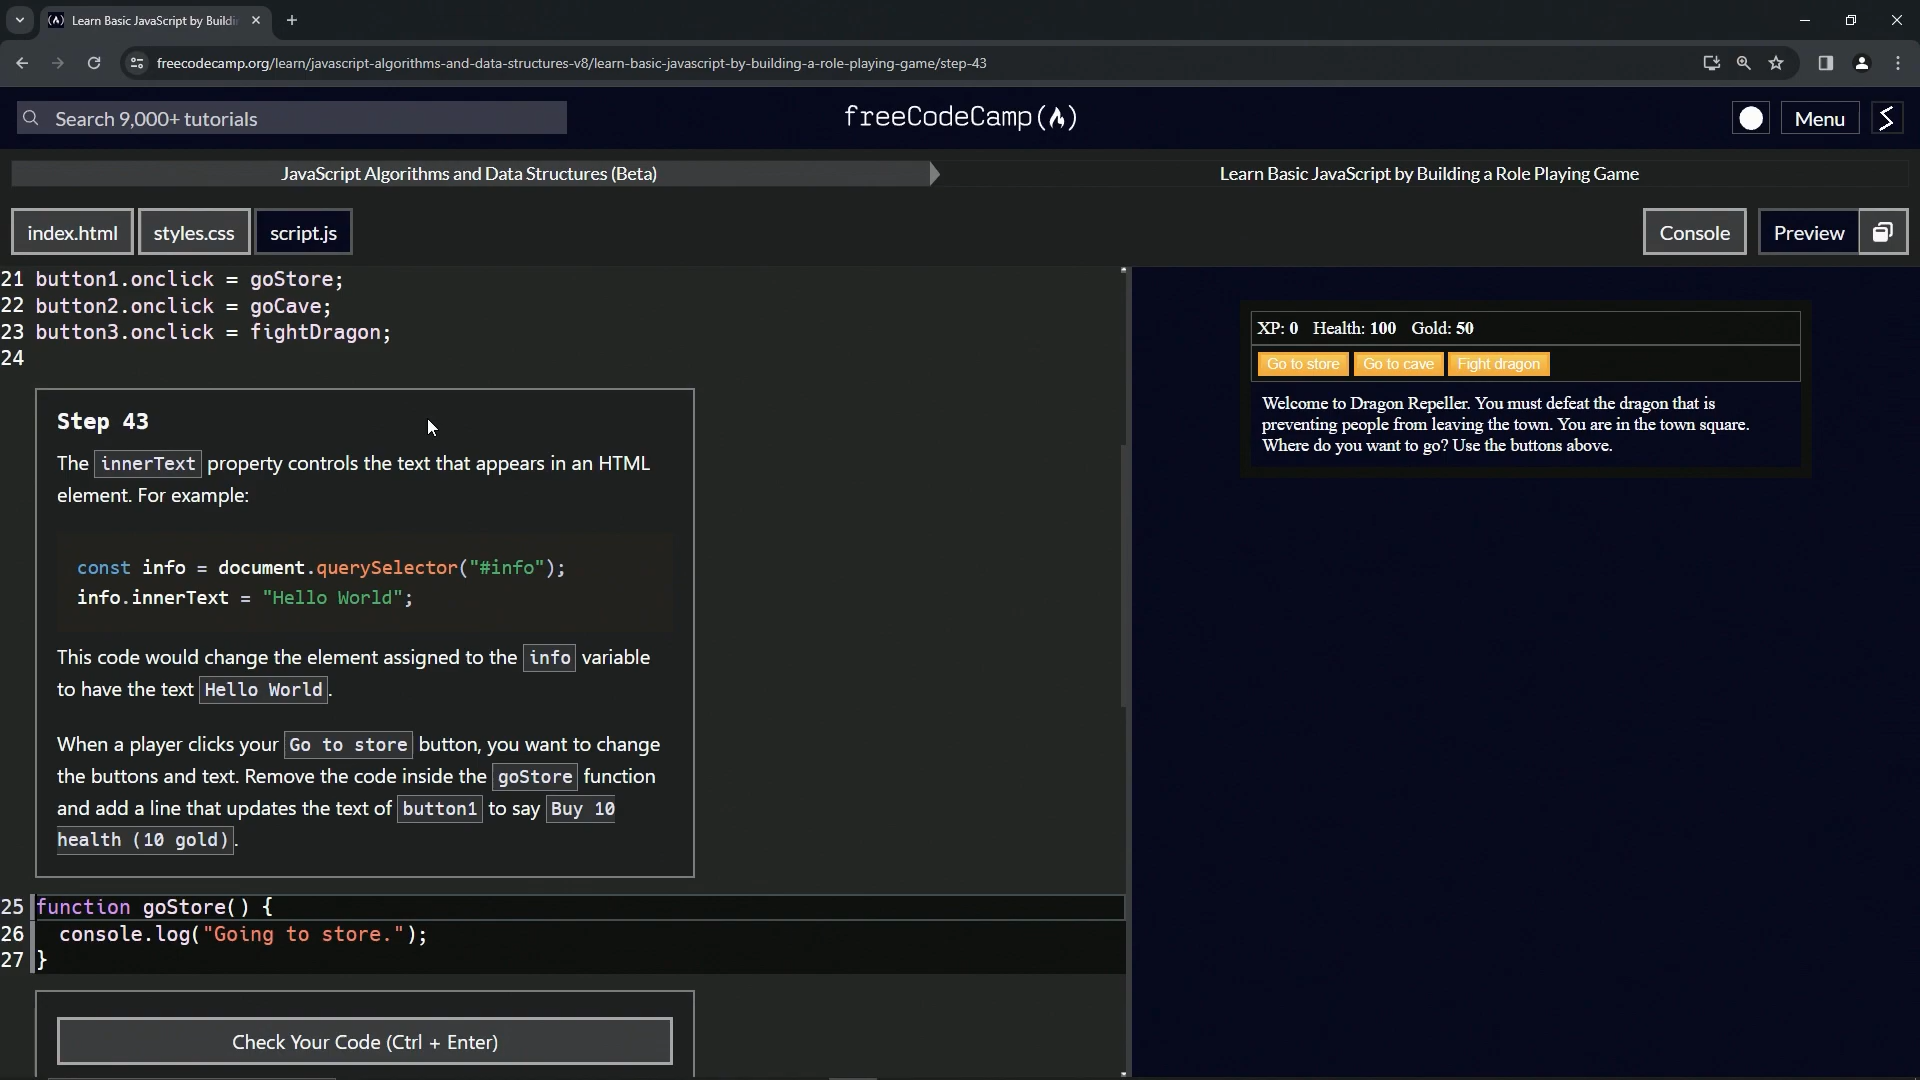 Learn Basic JavaScript by Buildi
freecodecamp.org/learn/javascript-algorithms-and-data-structures-v8/learn-basic-javascript-by-building-a-role-playing-game/step-43
Search 9,000+ tutorials
freeCodeCamp(🔥)
Menu
JavaScript Algorithms and Data Structures (Beta)
Learn Basic JavaScript by Building a Role Playing Game
index.html
styles.css
script.js
Console
Preview
21 button1.onclick = goStore;
22 button2.onclick = goCave;
23 button3.onclick = fightDragon;
24
Step 43
The innerText property controls the text that appears in an HTML
element. For example:
const info = document.querySelector("#info");
info.innerText = "Hello World";
This code would change the element assigned to the info variable
to have the text Hello World.
When a player clicks your Go to store button, you want to change
the buttons and text. Remove the code inside the goStore function
and add a line that updates the text of button1 to say Buy 10
health (10 gold).
25 function goStore() {
26 console.log("Going to store.");
27 }
Check Your Code (Ctrl + Enter)
XP: 0 Health: 100 Gold: 50
Go to store
Go to cave
Fight dragon
Welcome to Dragon Repeller. You must defeat the dragon that is
preventing people from leaving the town. You are in the town square.
Where do you want to go? Use the buttons above.